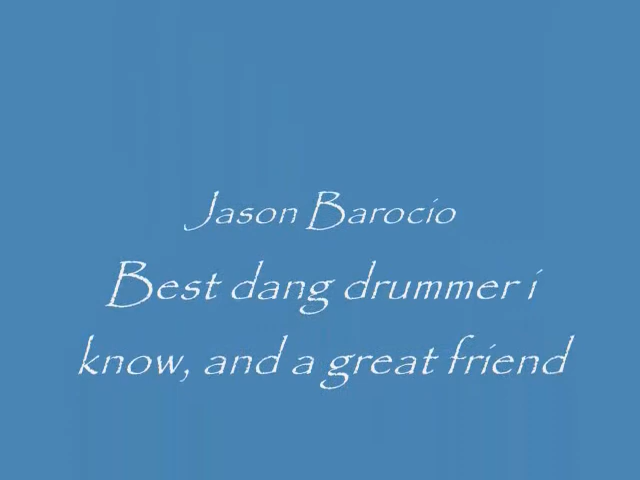 Jason Barocio
Best dang drummer i
know, and a great friend